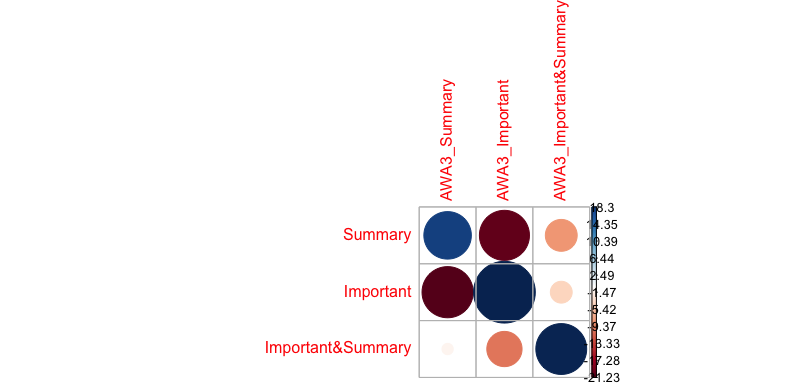 AWA3_Summary
AWA3_Important
AWA3_Important&Summary
Summary
Important
Important&Summary
18.3
14.35
10.39
6.44
2.49
-1.47
-5.42
-9.37
-13.33
-17.28
-21.23